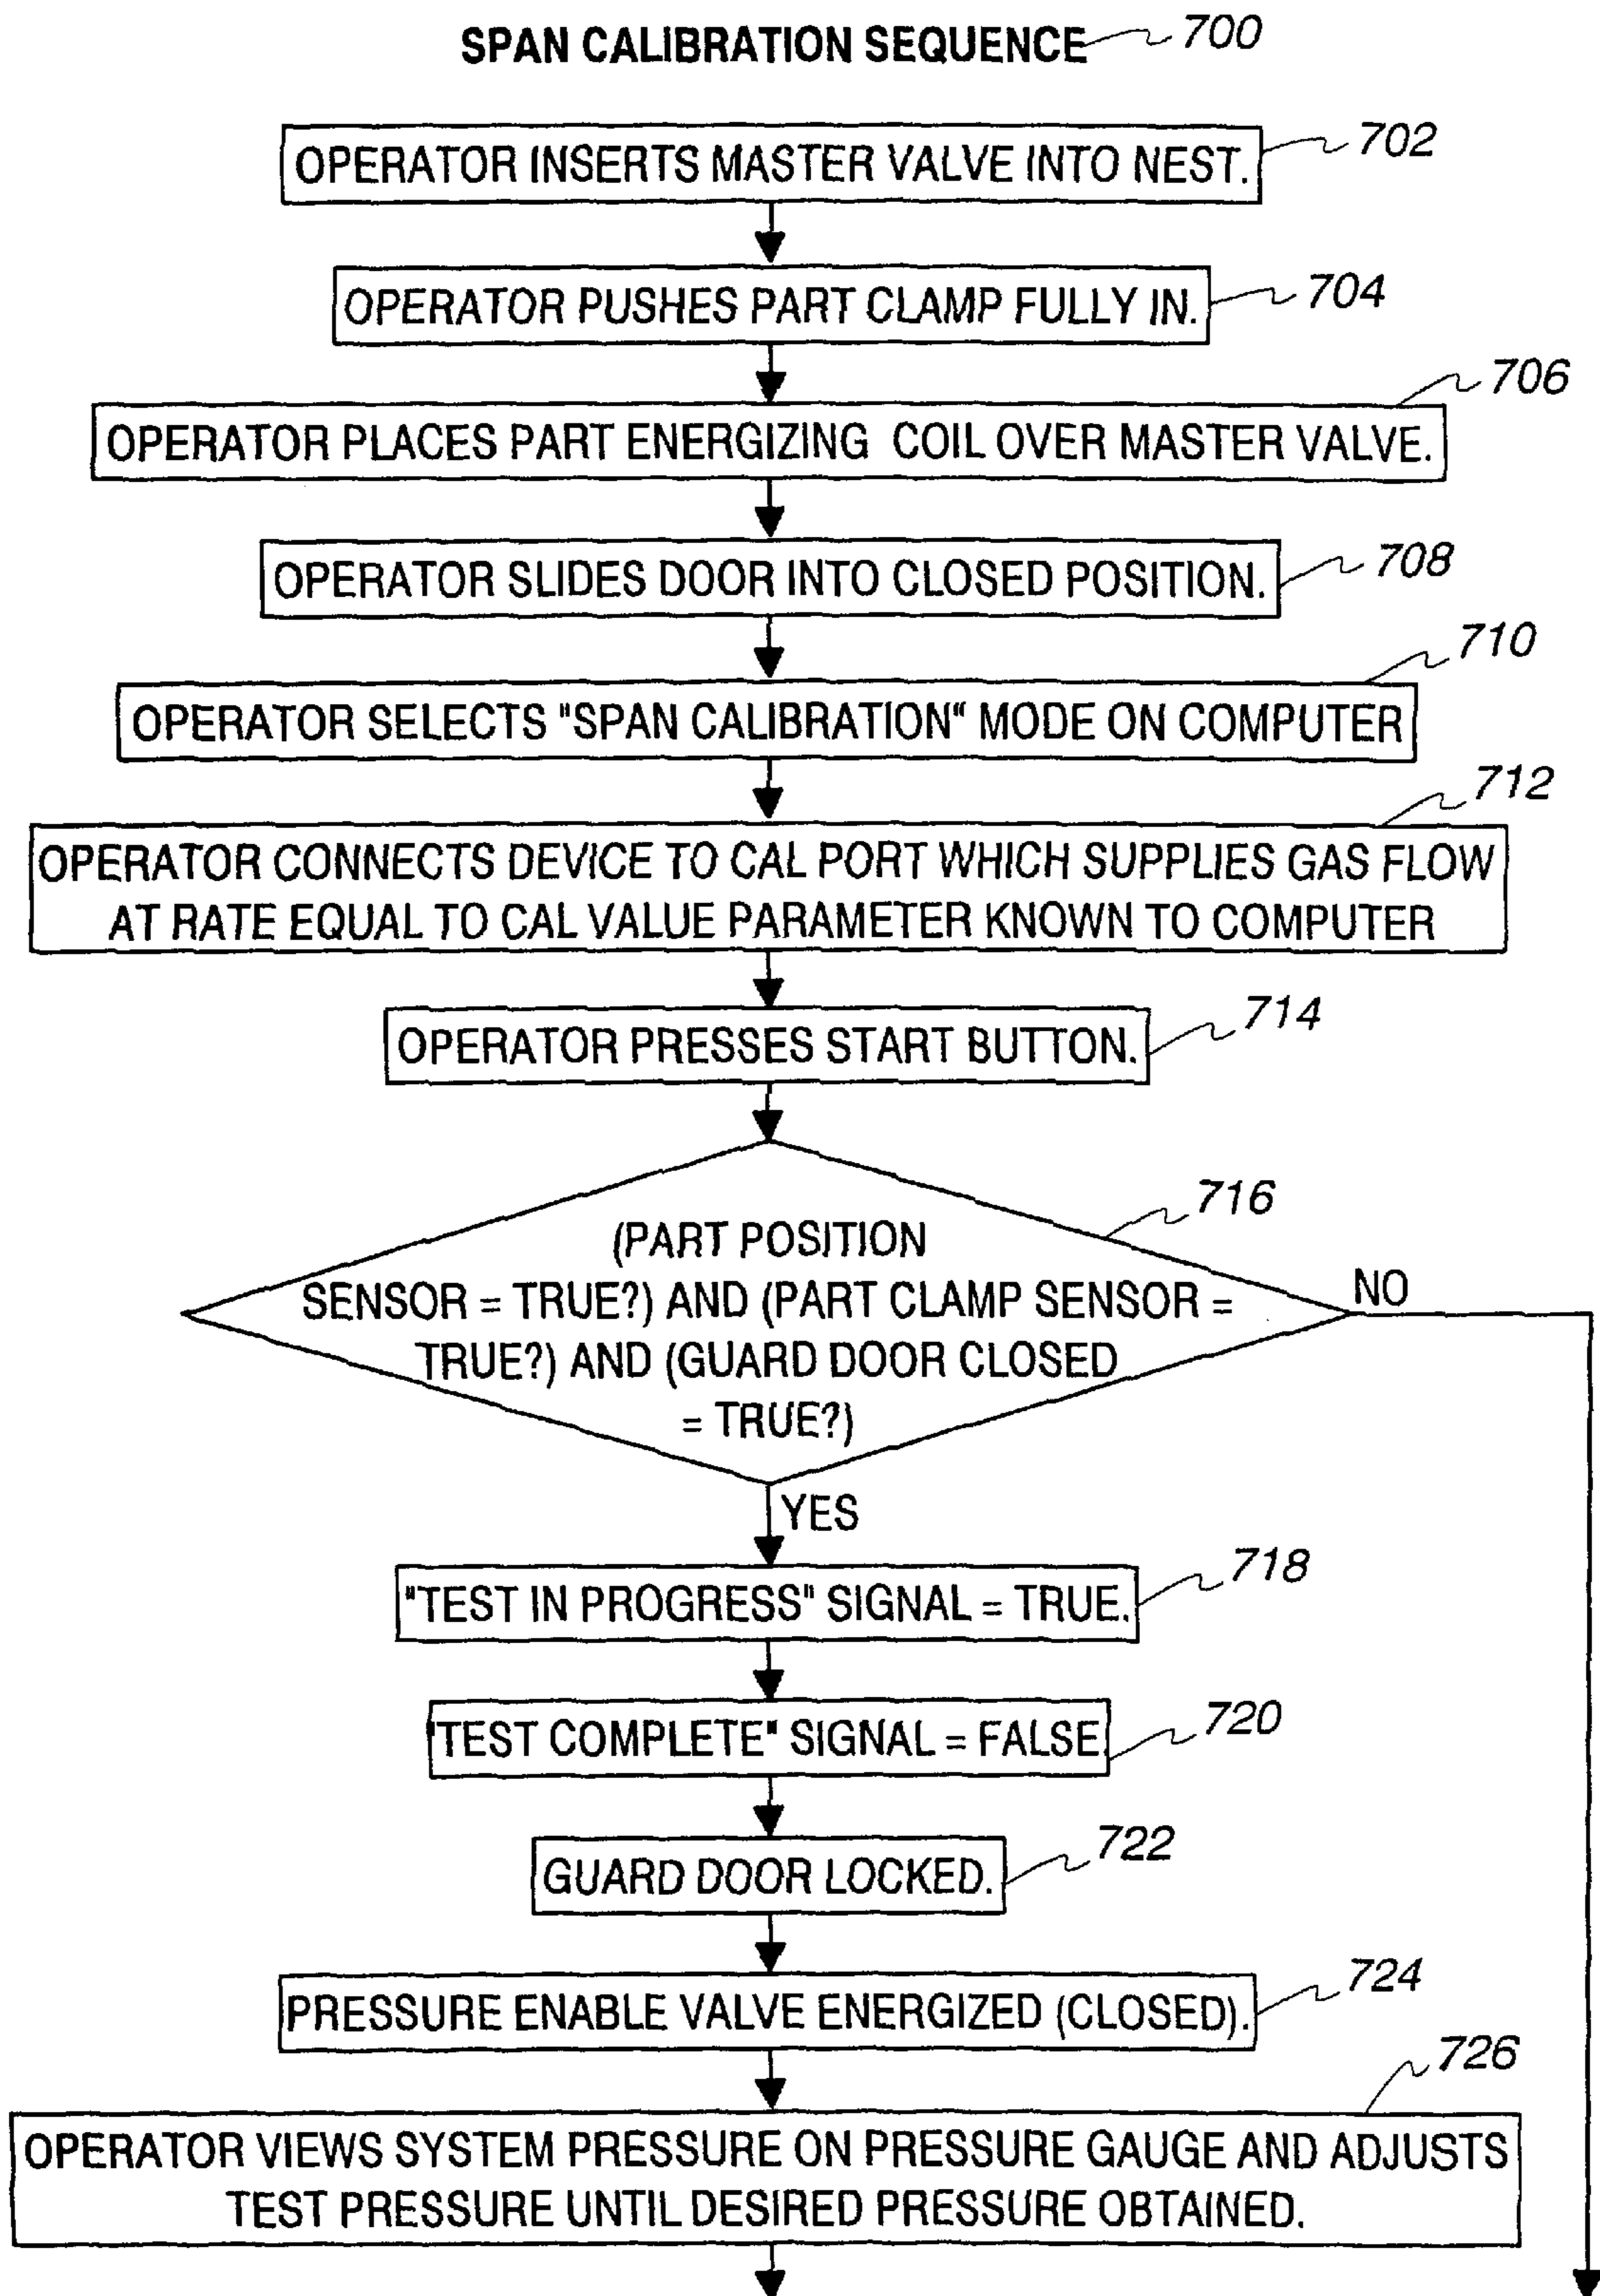 SPAN CALIBRATION SEQUENCE 700
OPERATOR INSERTS MASTER VALVE INTO NEST. 702
OPERATOR PUSHES PART CLAMP FULLY IN. 704
706
OPERATOR PLACES PART ENERGIZING COIL OVER MASTER VALVE.
OPERATOR SLIDES DOOR INTO CLOSED POSITION. 708
710
OPERATOR SELECTS "SPAN CALIBRATION" MODE ON COMPUTER
712
OPERATOR CONNECTS DEVICE TO CAL PORT WHICH SUPPLIES GAS FLOW
AT RATE EQUAL TO CAL VALUE PARAMETER KNOWN TO COMPUTER
OPERATOR PRESSES START BUTTON. 714
716
(PART POSITION
SENSOR = TRUE?) AND (PART CLAMP SENSOR =
NO
TRUE?) AND (GUARD DOOR CLOSED
= TRUE?)
YES
"TEST IN PROGRESS" SIGNAL = TRUE. 718
"TEST COMPLETE" SIGNAL = FALSE. 720
GUARD DOOR LOCKED. 722
PRESSURE ENABLE VALVE ENERGIZED (CLOSED). 724
726
OPERATOR VIEWS SYSTEM PRESSURE ON PRESSURE GAUGE AND ADJUSTS
TEST PRESSURE UNTIL DESIRED PRESSURE OBTAINED.